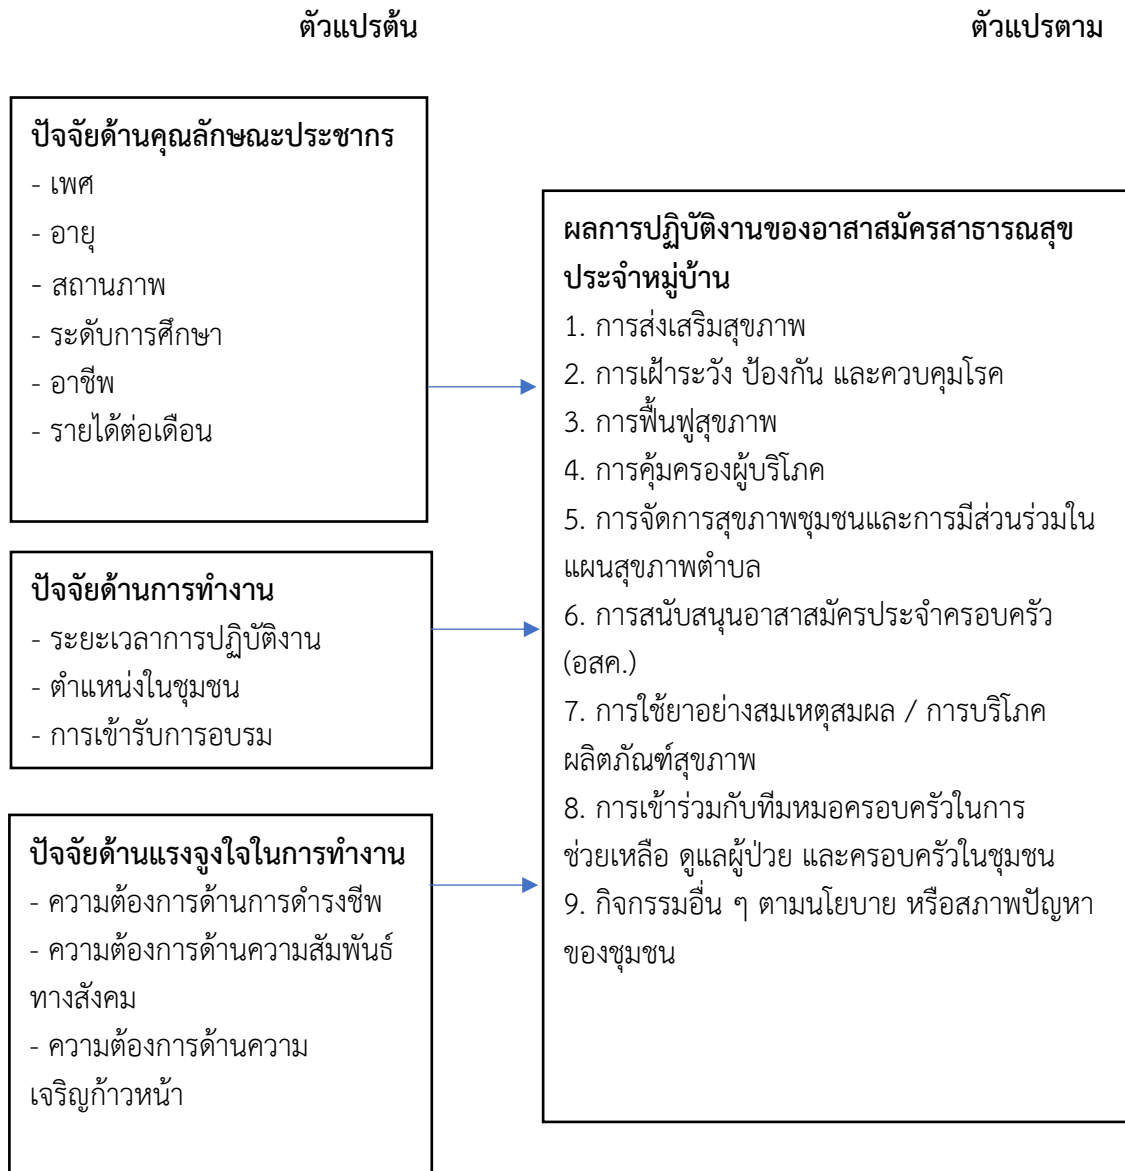 ตัวแปรต้น
ตัวแปรตาม
ปัจจัยด้านคุณลักษณะประชากร
- เพศ
- อายุ
- สถานภาพ
- ระดับการศึกษา
- อาชีพ
- รายได้ต่อเดือน
ปัจจัยด้านการทำงาน
- ระยะเวลาการปฏิบัติงาน
- ตำแหน่งในชุมชน
- การเข้ารับการอบรม
ปัจจัยด้านแรงจูงใจในการทำงาน
- ความต้องการด้านการดำรงชีพ
- ความต้องการด้านความสัมพันธ์
ทางสังคม
- ความต้องการด้านความ
เจริญก้าวหน้า
ผลการปฏิบัติงานของอาสาสมัครสาธารณสุข
ประจำหมู่บ้าน
1. การส่งเสริมสุขภาพ
2. การเฝ้าระวัง ป้องกัน และควบคุมโรค
3. การฟื้นฟูสุขภาพ
4. การคุ้มครองผู้บริโภค
5. การจัดการสุขภาพชุมชนและการมีส่วนร่วมใน
แผนสุขภาพตำบล
6. การสนับสนุนอาสาสมัครประจำครอบครัว
(อสค.)
7. การใช้ยาอย่างสมเหตุสมผล / การบริโภค
ผลิตภัณฑ์สุขภาพ
8. การเข้าร่วมกับทีมหมอครอบครัวในการ
ช่วยเหลือ ดูแลผู้ป่วย และครอบครัวในชุมชน
9. กิจกรรมอื่น ๆ ตามนโยบาย หรือสภาพปัญหา
ของชุมชน